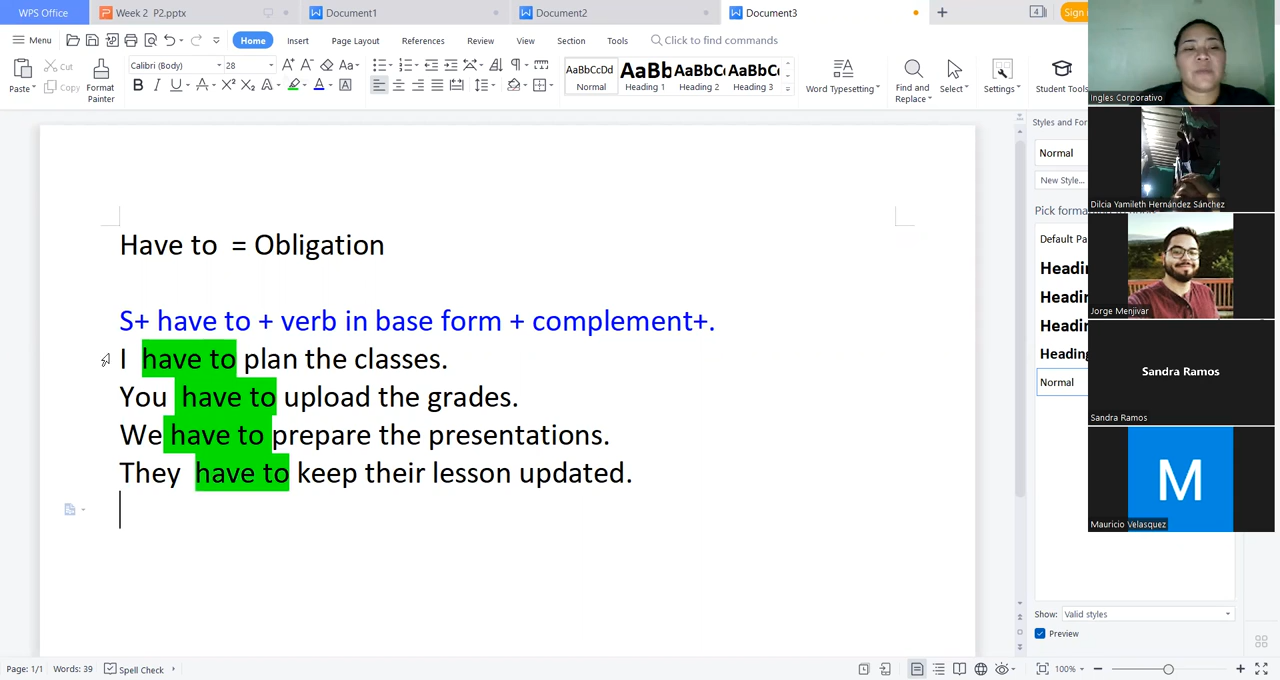 WPS Office Week 2 P2.pptx Document1 Document2 Document3 4 Sign i
Menu Home Insert Page Layout References Review View Section Tools Click to find commands
Paste Cut Copy Format Painter Calibri (Body) 28 AaBbCcDd Normal AaBb Heading 1 AaBbC Heading 2 AaBbC Heading 3 Word Typesetting Find and Replace Select Settings Student Tools
Ingles Corporativo
Styles and For
Normal
New Style...
Dilcia Yamileth Hernández Sánchez
Pick forma
Default Pa
Headin
Headin
Headin
Heading
Normal
Jorge Menjivar
Sandra Ramos
Sandra Ramos
M
Mauricio Velasquez
Have to = Obligation
S+ have to + verb in base form + complement+.
I have to plan the classes.
You have to upload the grades.
We have to prepare the presentations.
They have to keep their lesson updated.
Show: Valid styles
Preview
Page: 1/1 Words: 39 Spell Check 100%